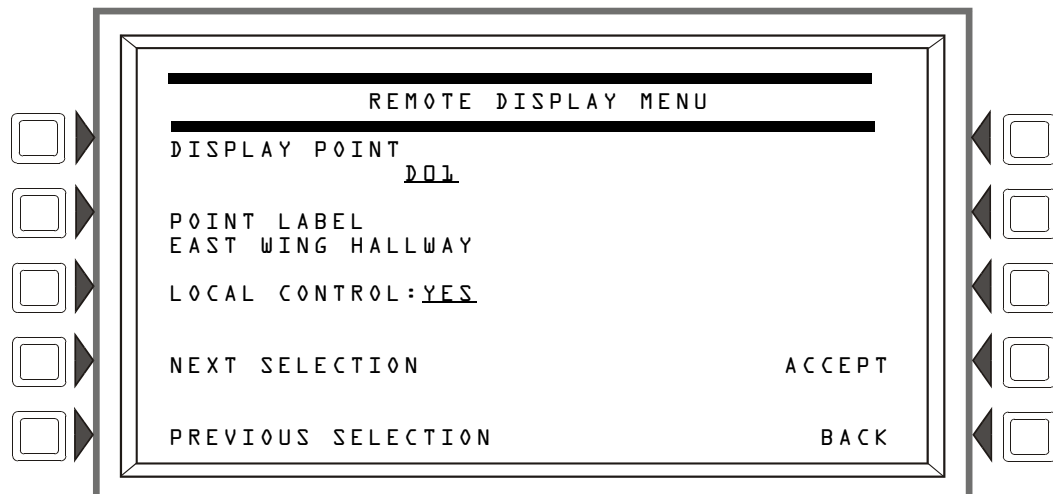 REMOTE DISPLAY MENU
DISPLAY POINT
D01
POINT LABEL
EAST WING HALLWAY
LOCAL CONTROL:YES
NEXT SELECTION ACCEPT
PREVIOUS SELECTION BACK